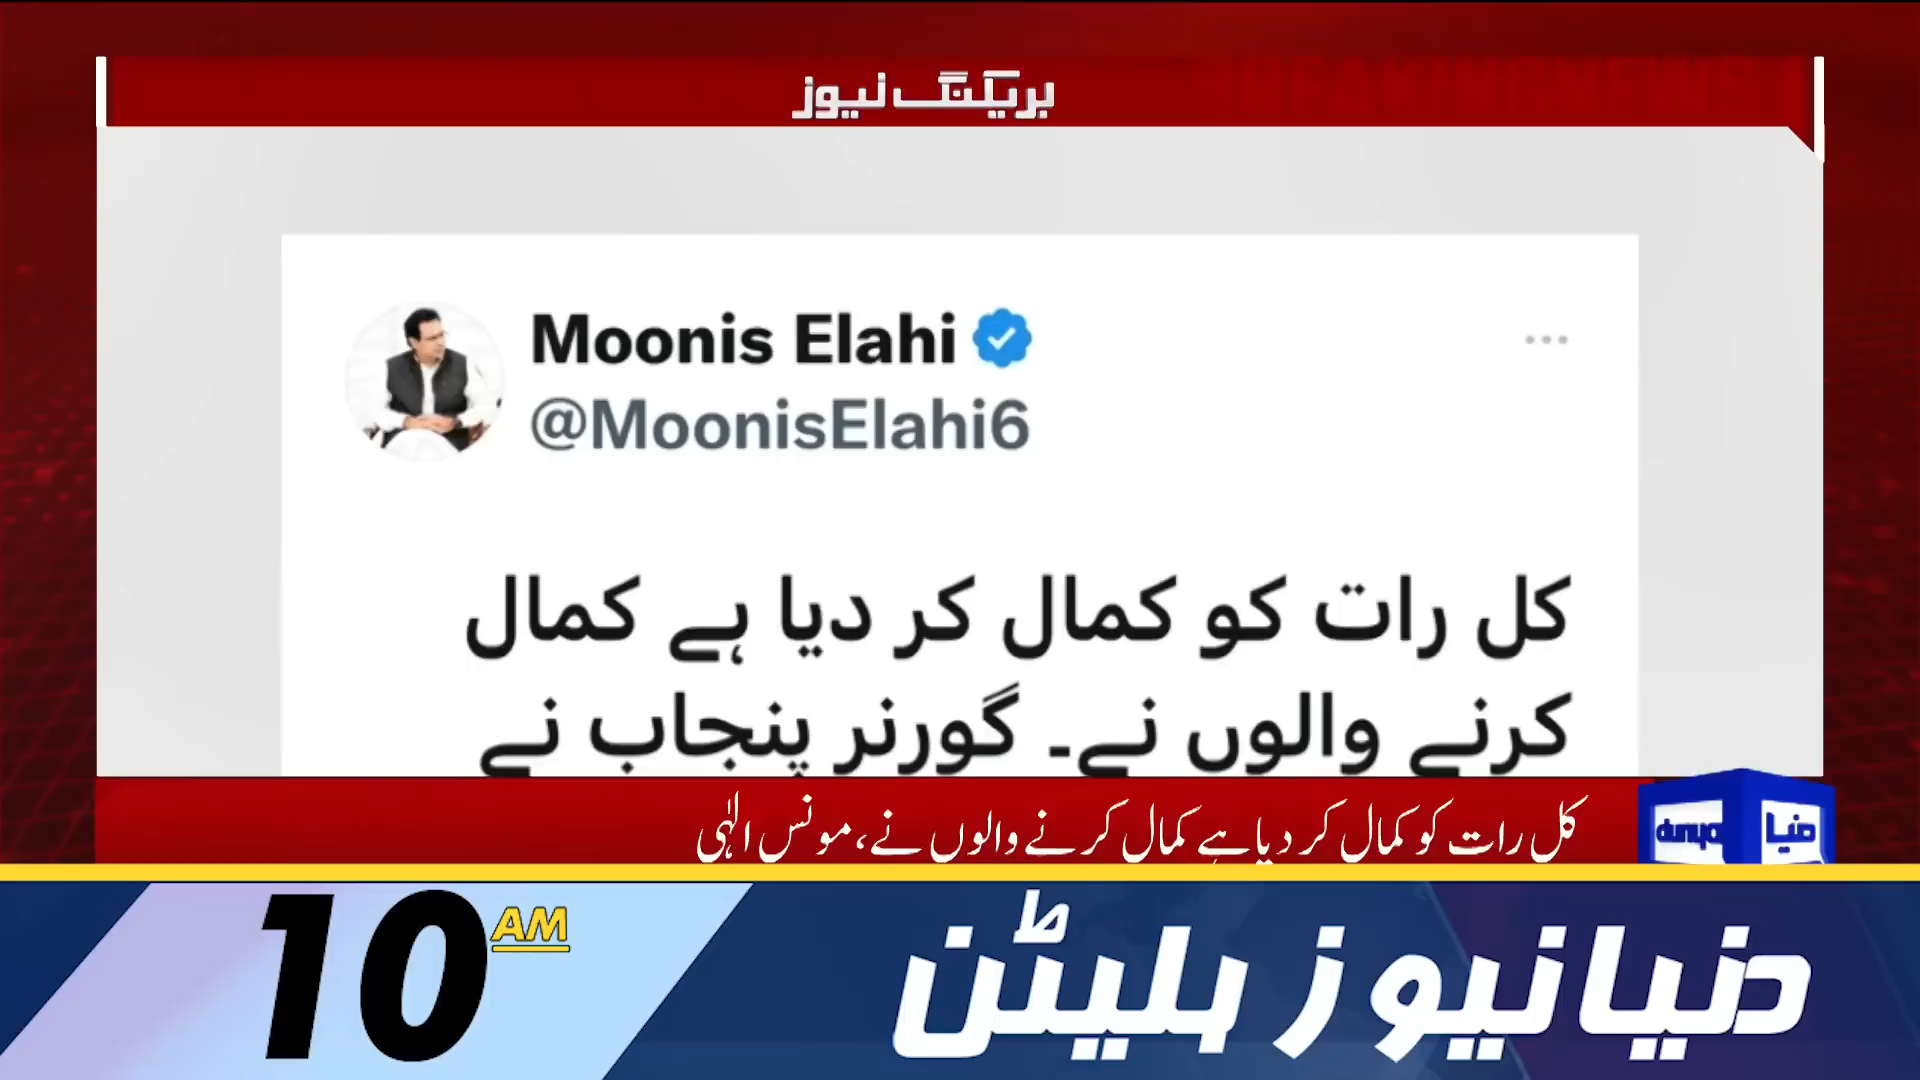 بریکنگ نیوز
Moonis Elahi
@MoonisElahi6
کل رات کو کمال کر دیا ہے کمال
کرنے والوں نے۔ گورنر پنجاب نے
کل رات کو کمال کر دیا ہے کمال کرنے والوں نے، مونس الٰہی
دنیا
10 AM
دنیا نیوز بلیٹن